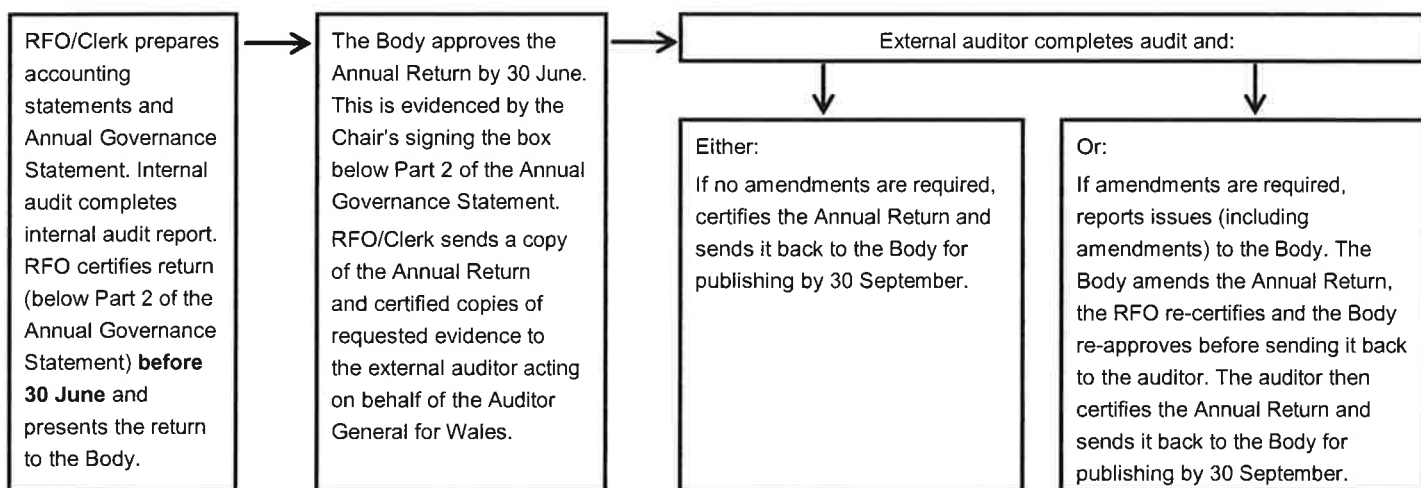 RFO/Clerk prepares
accounting
statements and
Annual Governance
Statement. Internal
audit completes
internal audit report.
RFO certifies return
(below Part 2 of the
Annual Governance
Statement) before
30 June and
presents the return
to the Body.
The Body approves the
Annual Return by 30 June.
This is evidenced by the
Chair's signing the box
below Part 2 of the Annual
Governance Statement.
RFO/Clerk sends a copy
of the Annual Return
and certified copies of
requested evidence to
the external auditor acting
on behalf of the Auditor
General for Wales.
External auditor completes audit and:
Either:
If no amendments are required,
certifies the Annual Return and
sends it back to the Body for
publishing by 30 September.
Or:
If amendments are required,
reports issues (including
amendments) to the Body. The
Body amends the Annual Return,
the RFO re-certifies and the Body
re-approves before sending it back
to the auditor. The auditor then
certifies the Annual Return and
sends it back to the Body for
publishing by 30 September.